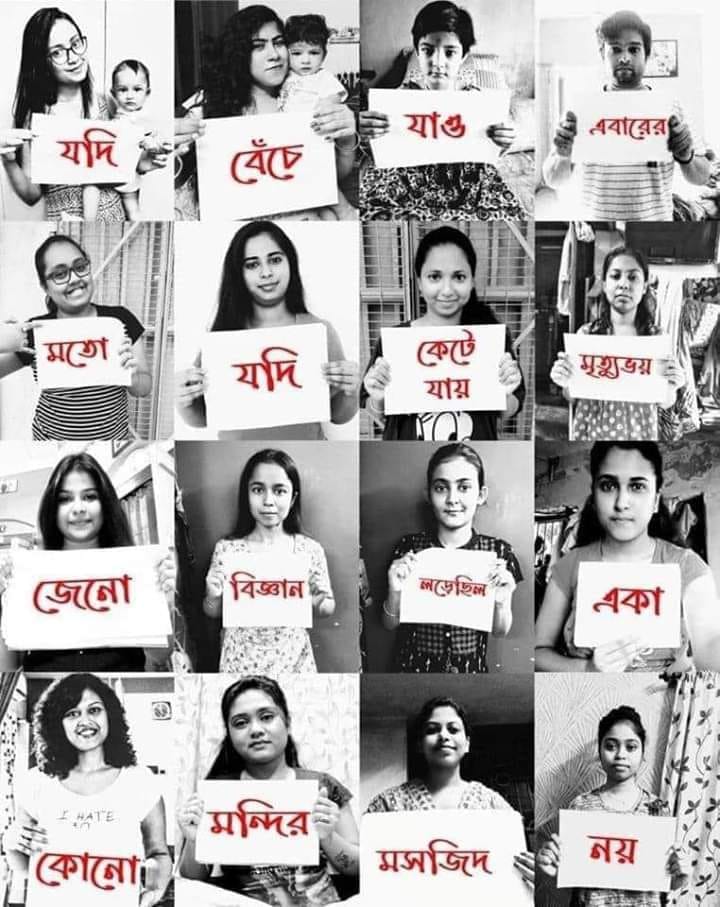 যদি
বেঁচে
যাও
এবারের
মতো
যদি
কেটে
যায়
মৃত্যুভয়
জেনো
বিজ্ঞান
লড়েছিল
একা
I HATE
কোনো
মন্দির
মসজিদ
নয়